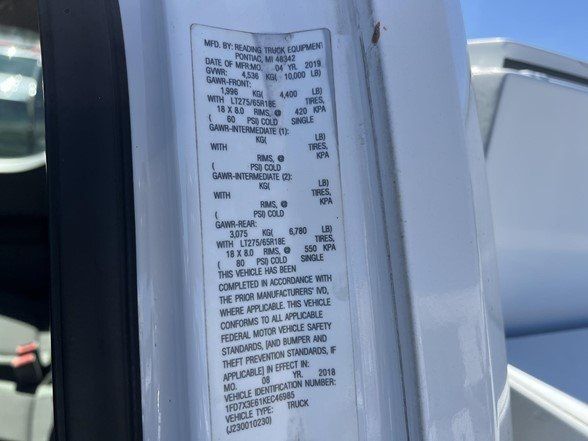 MFD. BY: READING TRUCK EQUIPMENT
PONTIAC, MI 48342
DATE OF MFR:MO. 04 YR. 2019
GVWR: 4,536 KG( 10,000 LB)
GAWR-FRONT:
1,996 KG( 4,400 LB)
WITH LT275/65R18E TIRES,
18 X 8.0 RIMS, @ 420 KPA
( 60 PSI) COLD SINGLE
GAWR-INTERMEDIATE (1):
KG( LB)
WITH TIRES,
RIMS, @ KPA
( PSI) COLD
GAWR-INTERMEDIATE (2):
KG( LB)
WITH TIRES,
RIMS, @ KPA
( PSI) COLD
GAWR-REAR:
3,075 KG( 6,780 LB)
WITH LT275/65R18E TIRES,
18 X 8.0 RIMS, @ 550 KPA
( 80 PSI) COLD SINGLE
THIS VEHICLE HAS BEEN
COMPLETED IN ACCORDANCE WITH
THE PRIOR MANUFACTURERS' IVD,
WHERE APPLICABLE. THIS VEHICLE
CONFORMS TO ALL APPLICABLE
FEDERAL MOTOR VEHICLE SAFETY
STANDARDS, [AND BUMPER AND
THEFT PREVENTION STANDARDS, IF
APPLICABLE] IN EFFECT IN
MO. 08 YR. 2018
VEHICLE IDENTIFICATION NUMBER:
1FD7X3E61KEC46985
VEHICLE TYPE: TRUCK
(J230010230)